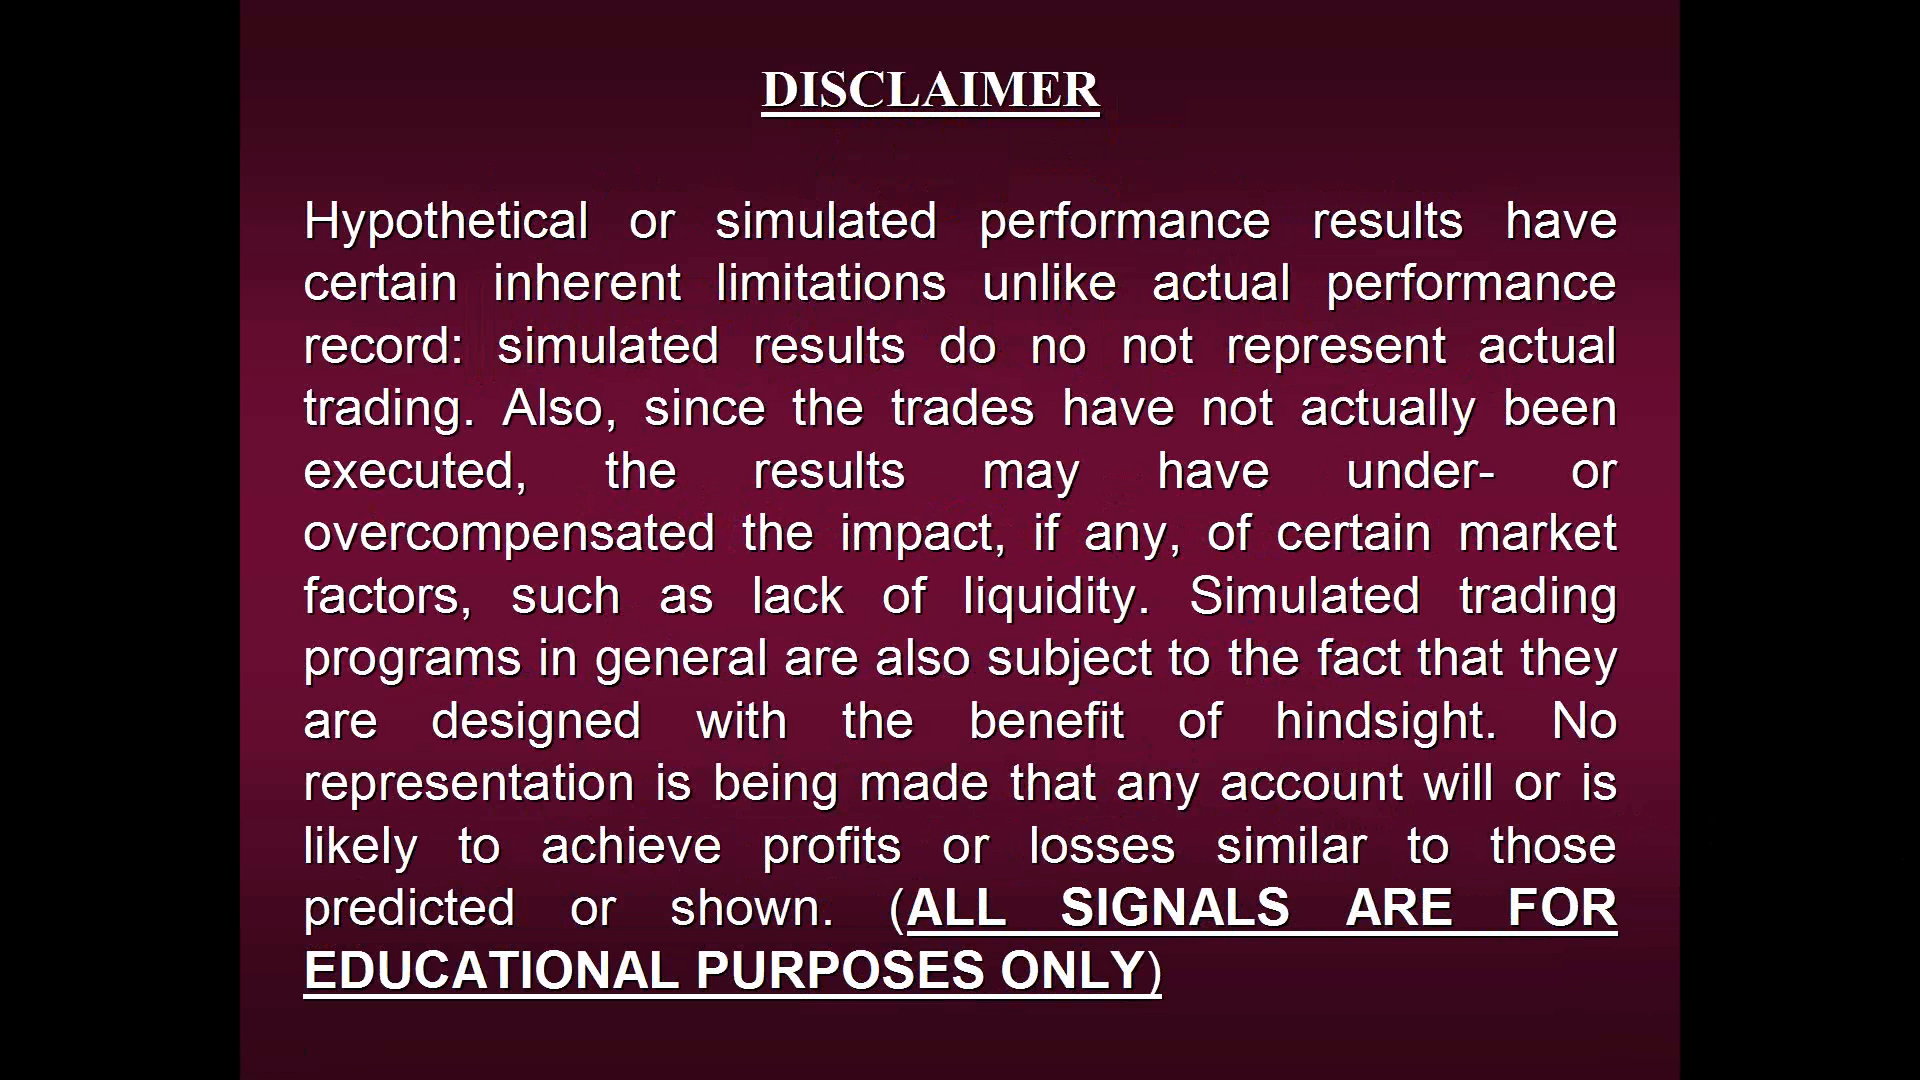 DISCLAIMER
Hypothetical or simulated performance results have
certain inherent limitations unlike actual performance
record: simulated results do no not represent actual
trading. Also, since the trades have not actually been
executed, the results may have under- or
overcompensated the impact, if any, of certain market
factors, such as lack of liquidity. Simulated trading
programs in general are also subject to the fact that they
are designed with the benefit of hindsight. No
representation is being made that any account will or is
likely to achieve profits or losses similar to those
predicted or shown. (ALL SIGNALS ARE FOR
EDUCATIONAL PURPOSES ONLY)